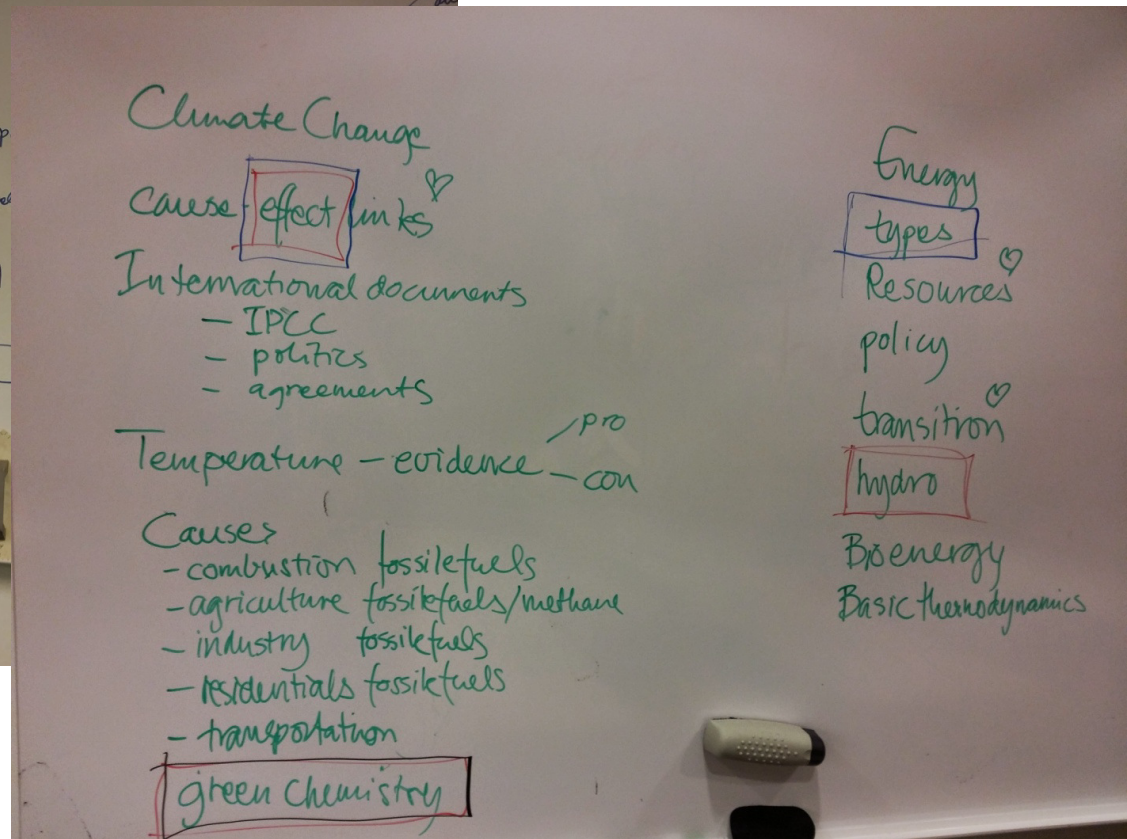 Climate Change
cause effect links
International documents
– IPCC
– politics
– agreements
Temperature – evidence
pro
– con
Causes
– combustion fossilefuels
– agriculture fossilefuels/methane
– industry fossilefuels
– residentials fossilefuels
– transportation
green chemistry
Energy
types
Resources
policy
transition
hydro
Bioenergy
Basic thermodynamics